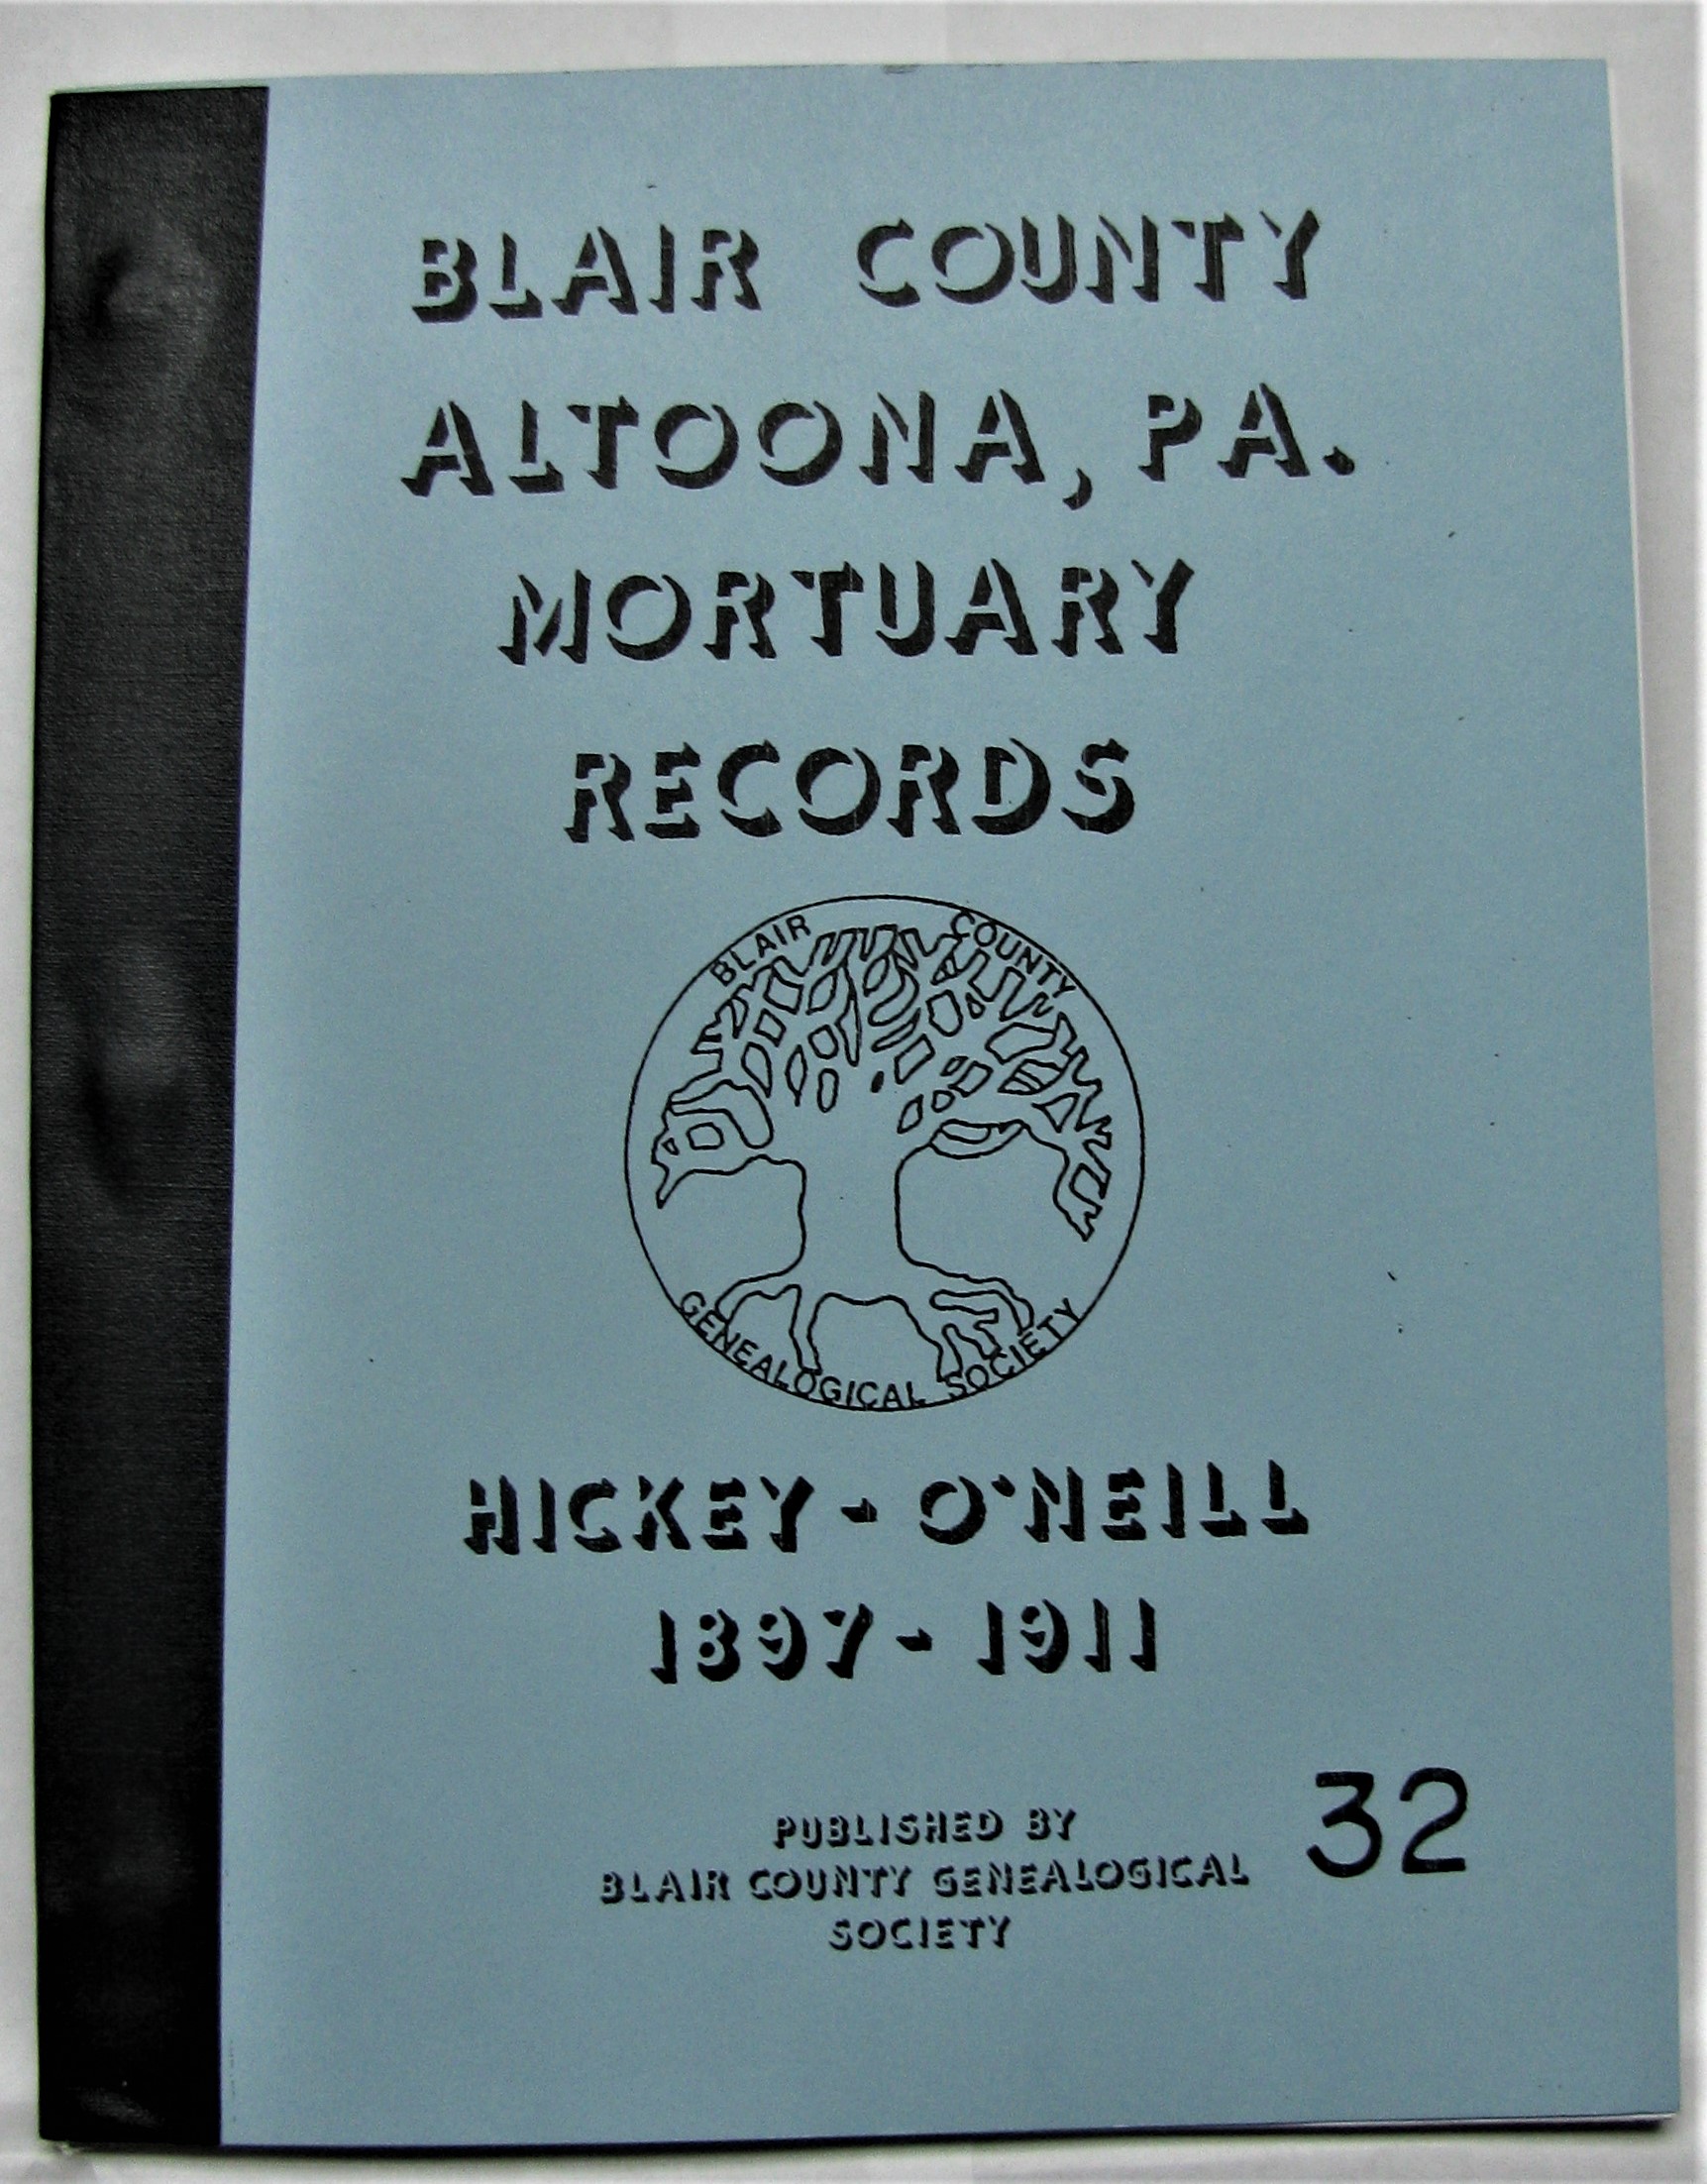 BLAIR COUNTY
ALTOONA, PA.
MORTUARY
RECORDS
BLAIR COUNTY
GENEALOGICAL SOCIETY
HICKEY - O'NEILL
1897 - 1911
32
PUBLISHED BY
BLAIR COUNTY GENEALOGICAL
SOCIETY